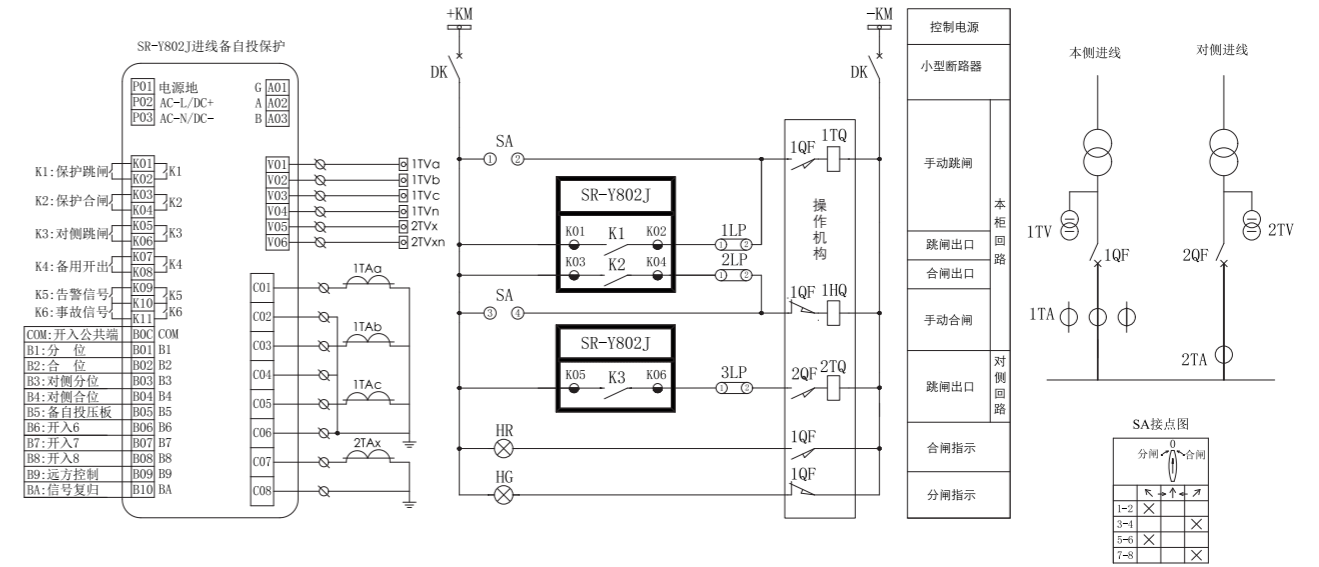 SR-Y802J进线备自投保护
P01 电源地
P02 AC-L/DC+
P03 AC-N/DC-
G A01
A A02
B A03
K1:保护跳闸 K01 K02 K1
K2:保护合闸 K03 K04 K2
K3:对侧跳闸 K05 K06 K3
K4:备用开出 K07 K08 K4
K5:告警信号 K09 K10 K5
K6:事故信号 K11 K6
COM:开入公共端 B0C COM
B1:分 位 B01 B1
B2:合 位 B02 B2
B3:对侧分位 B03 B3
B4:对侧合位 B04 B4
B5:备自投压板 B05 B5
B6:开入6 B06 B6
B7:开入7 B07 B7
B8:开入8 B08 B8
B9:远方控制 B09 B9
BA:信号复归 B10 BA
V01 1TVa
V02 1TVb
V03 1TVc
V04 1TVn
V05 2TVx
V06 2TVxn
1TAa
C01
C02
1TAb
C03
C04
1TAc
C05
C06
2TAx
C07
C08
+KM
-KM
DK
DK
SA
① ②
1QF
1TQ
SR-Y802J
K01 K1 K02
1LP
① ②
K03 K2 K04
2LP
① ②
SA
③ ④
1QF
1HQ
SR-Y802J
K05 K3 K06
3LP
① ②
2QF
2TQ
HR
1QF
HG
1QF
操作机构
控制电源
小型断路器
手动跳闸
跳闸出口
合闸出口
手动合闸
跳闸出口
合闸指示
分闸指示
本柜回路
对侧回路
本侧进线
对侧进线
1TV
2TV
1QF
2QF
1TA
2TA
SA接点图
0
分闸 合闸
1-2
3-4
5-6
7-8